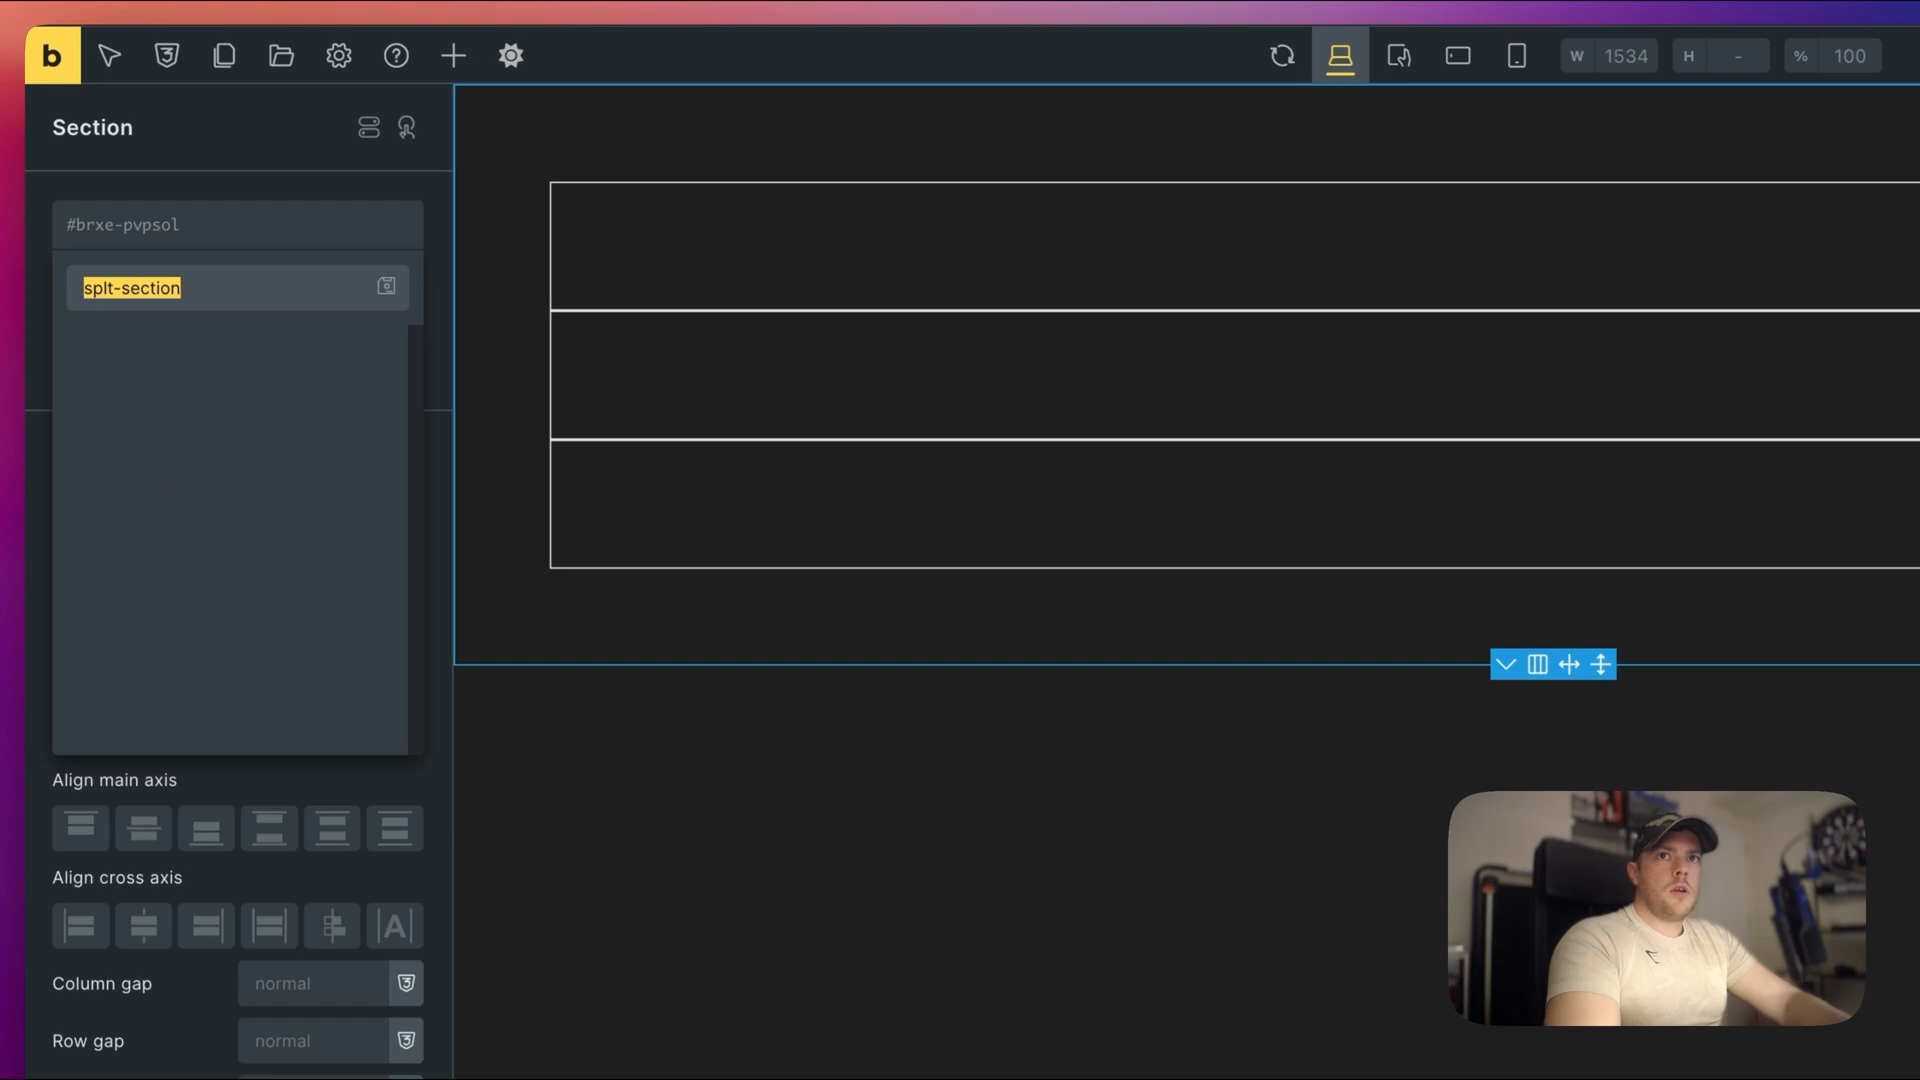 b
W 1534 H - % 100
Section
#brxe-pvpsol
splt-section
Align main axis
Align cross axis
A
Column gap normal
Row gap normal